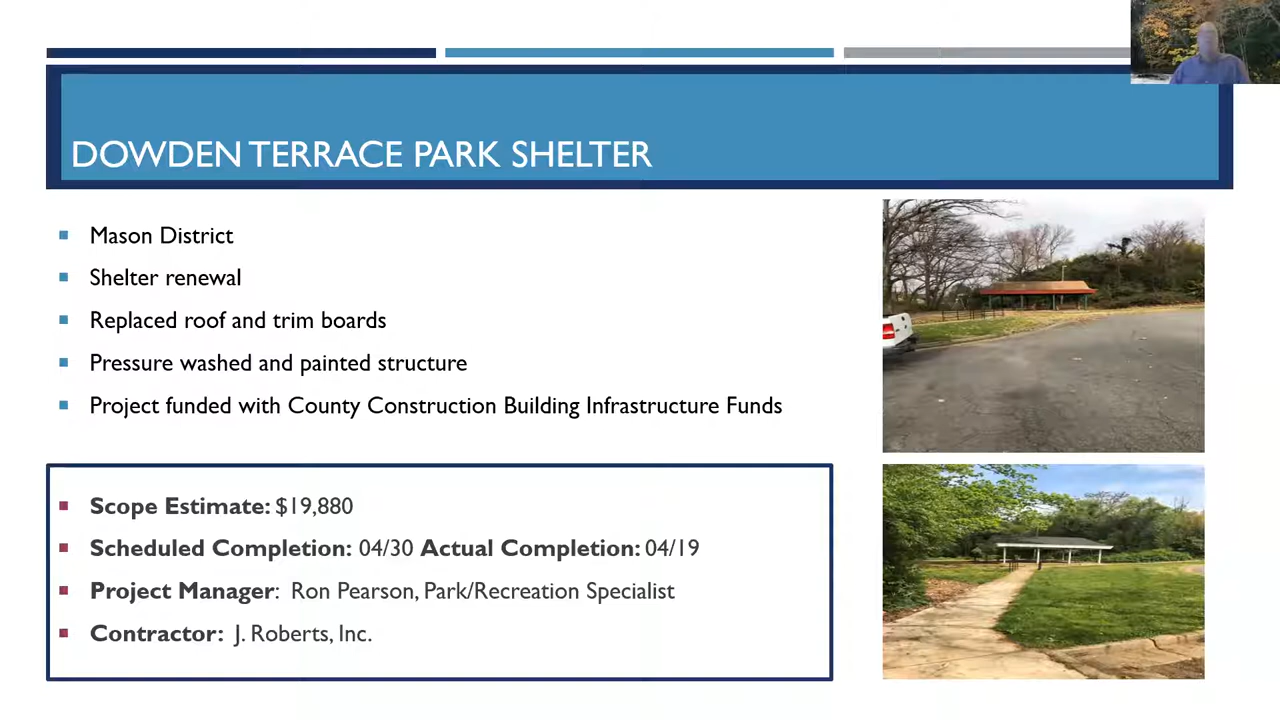 DOWDEN TERRACE PARK SHELTER
Mason District
Shelter renewal
Replaced roof and trim boards
Pressure washed and painted structure
Project funded with County Construction Building Infrastructure Funds
Scope Estimate: $19,880
Scheduled Completion: 04/30 Actual Completion: 04/19
Project Manager: Ron Pearson, Park/Recreation Specialist
Contractor: J. Roberts, Inc.